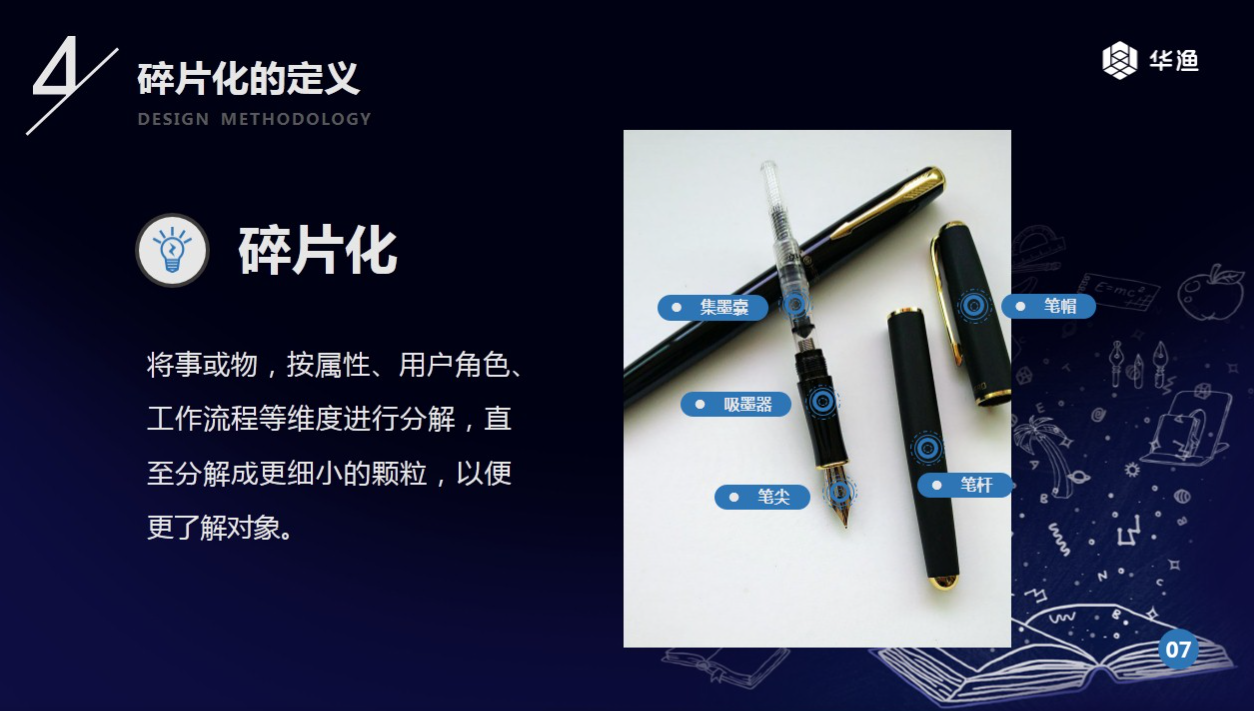 4
碎片化的定义
DESIGN METHODOLOGY
华渔
碎片化
将事或物，按属性、用户角色、
工作流程等维度进行分解，直
至分解成更细小的颗粒，以便
更了解对象。
集墨囊
笔帽
吸墨器
笔尖
笔杆
E=mc²
07